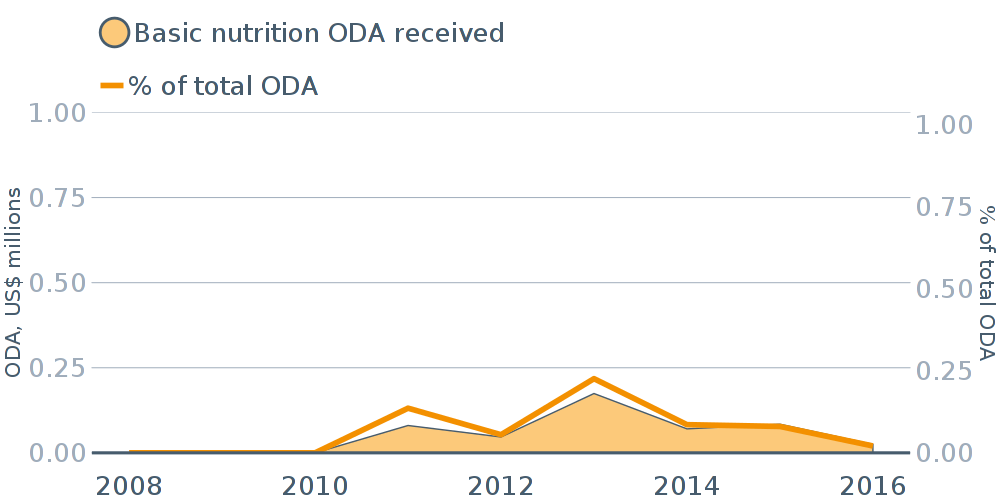 Basic nutrition ODA received
% of total ODA
1.00
0.75
0.50
0.25
0.00
ODA, US$ millions
1.00
0.75
0.50
0.25
0.00
% of total ODA
2008 2010 2012 2014 2016